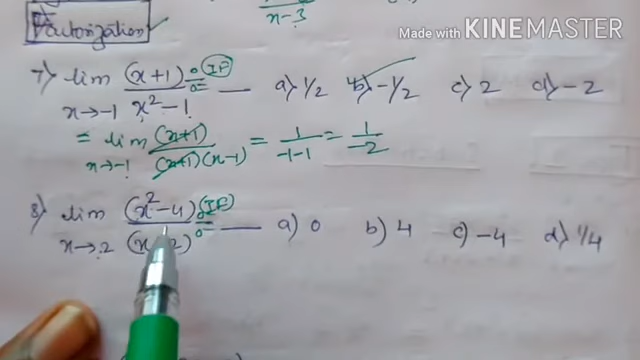 x-3
Made with KINEMASTER
Factorization
7) lim (x+1) 0/0 = (IF) ___ a) 1/2 b) -1/2 c) 2 d) -2
x→-1 x²-1
= lim (x+1) = 1 = 1
x→-1 (x+1)(x-1) -1-1 -2
8) lim (x²-4) (IF) 0/0 = ___ a) 0 b) 4 c) -4 d) 1/4
x→2 (x-2)